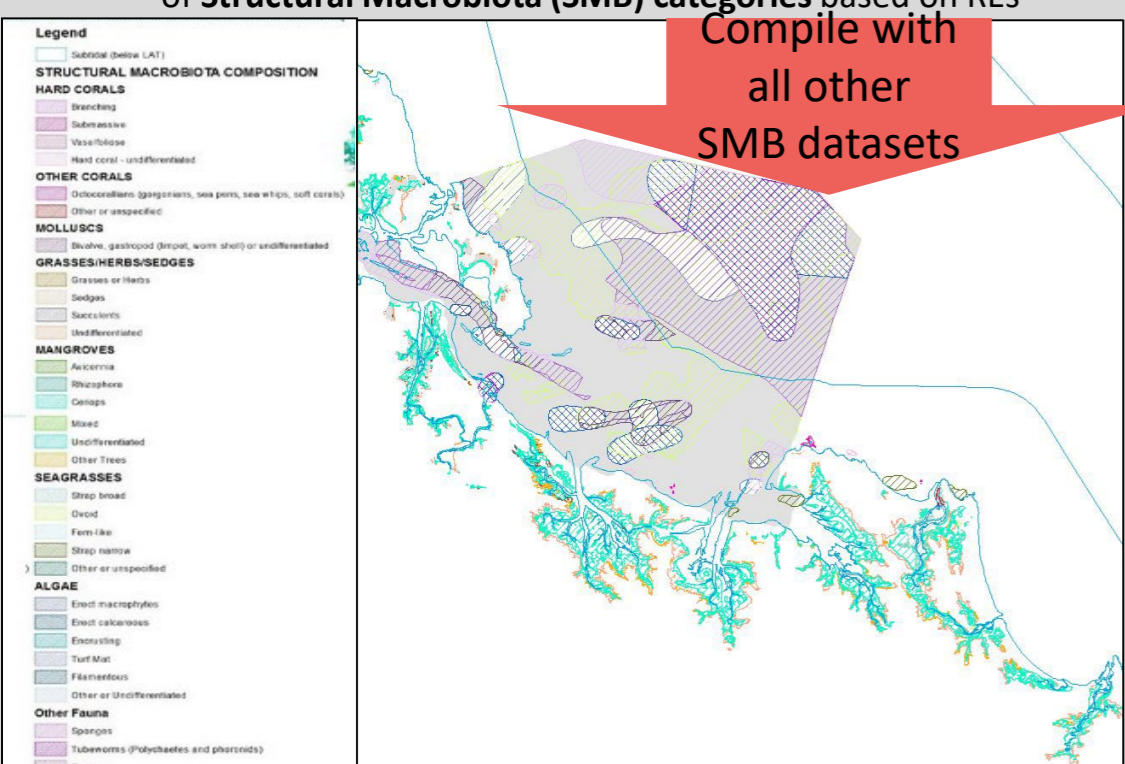 of Structural Macrobiota (SMB) categories based on REs
Compile with
all other
SMB datasets
Legend
Subtidal (below LAT)
STRUCTURAL MACROBIOTA COMPOSITION
HARD CORALS
Branching
Submassive
Vase/foliose
Hard coral - undifferentiated
OTHER CORALS
Octocorallians (gorgonians, sea pens, sea whips, soft corals)
Other or unspecified
MOLLUSCS
Bivalve, gastropod (limpet, worm shell) or undifferentiated
GRASSES/HERBS/SEDGES
Grasses or Herbs
Sedges
Succulents
Undifferentiated
MANGROVES
Avicennia
Rhizophora
Ceriops
Mixed
Undifferentiated
Other Trees
SEAGRASSES
Strap broad
Ovoid
Fern-like
Strap narrow
Other or unspecified
ALGAE
Erect macrophytes
Erect calcareous
Encrusting
Turf Mat
Filamentous
Other or Undifferentiated
Other Fauna
Sponges
Tubeworms (Polychaetes and phoronids)